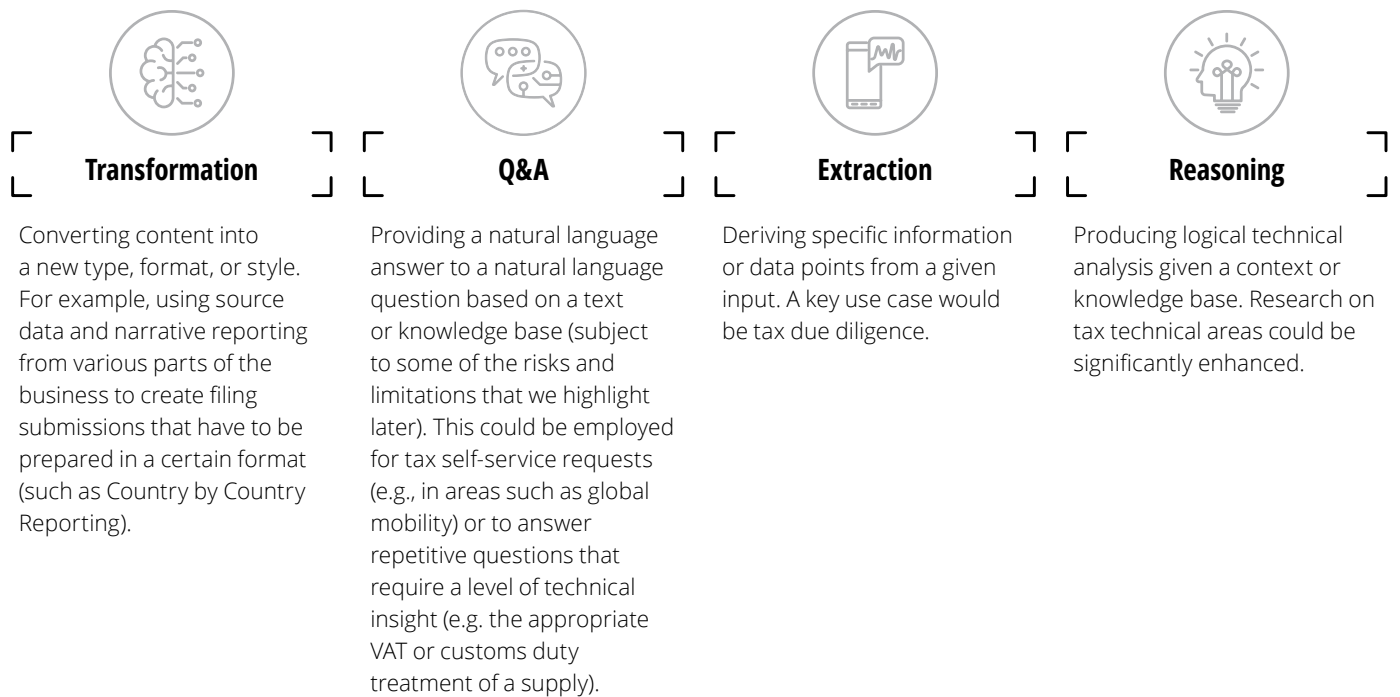 Transformation
Converting content into
a new type, format, or style.
For example, using source
data and narrative reporting
from various parts of the
business to create filing
submissions that have to be
prepared in a certain format
(such as Country by Country
Reporting).
Q&A
Providing a natural language
answer to a natural language
question based on a text
or knowledge base (subject
to some of the risks and
limitations that we highlight
later). This could be employed
for tax self-service requests
(e.g., in areas such as global
mobility) or to answer
repetitive questions that
require a level of technical
insight (e.g. the appropriate
VAT or customs duty
treatment of a supply).
Extraction
Deriving specific information
or data points from a given
input. A key use case would
be tax due diligence.
Reasoning
Producing logical technical
analysis given a context or
knowledge base. Research on
tax technical areas could be
significantly enhanced.